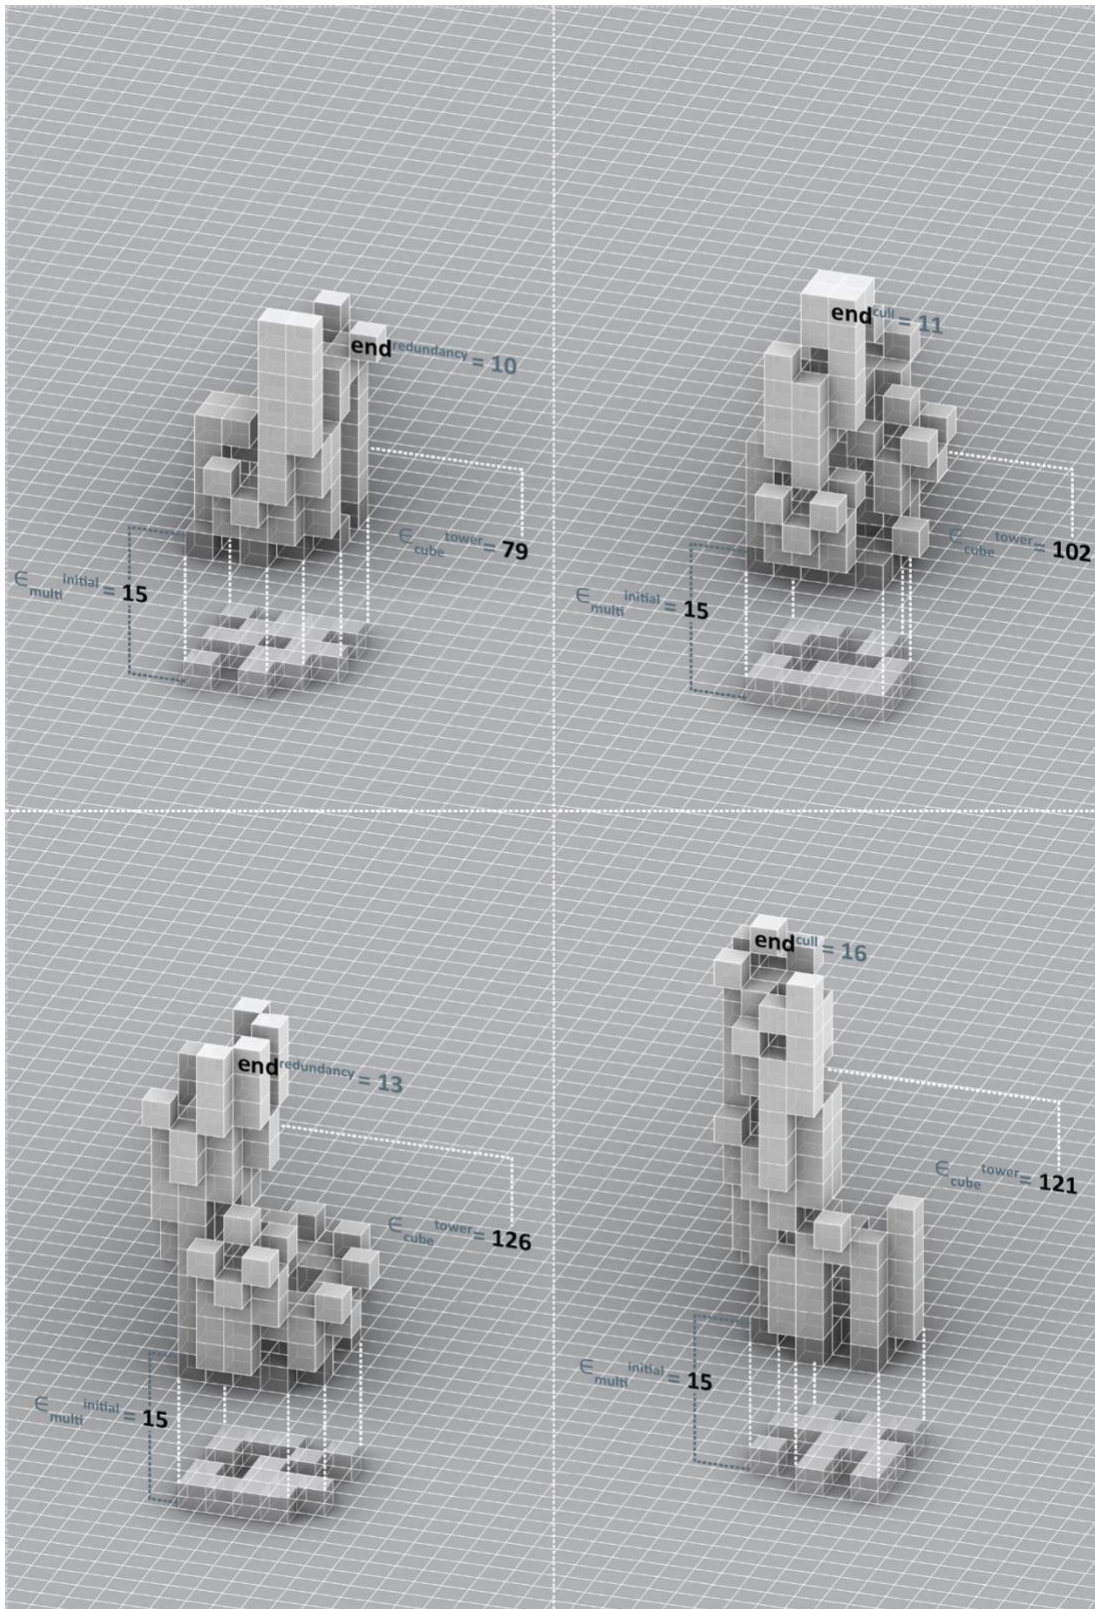 end redundancy = 10
∈cube tower = 79
∈multi initial = 15
end cull = 11
∈cube tower = 102
∈multi initial = 15
end redundancy = 13
∈cube tower = 126
∈multi initial = 15
end cull = 16
∈cube tower = 121
∈multi initial = 15